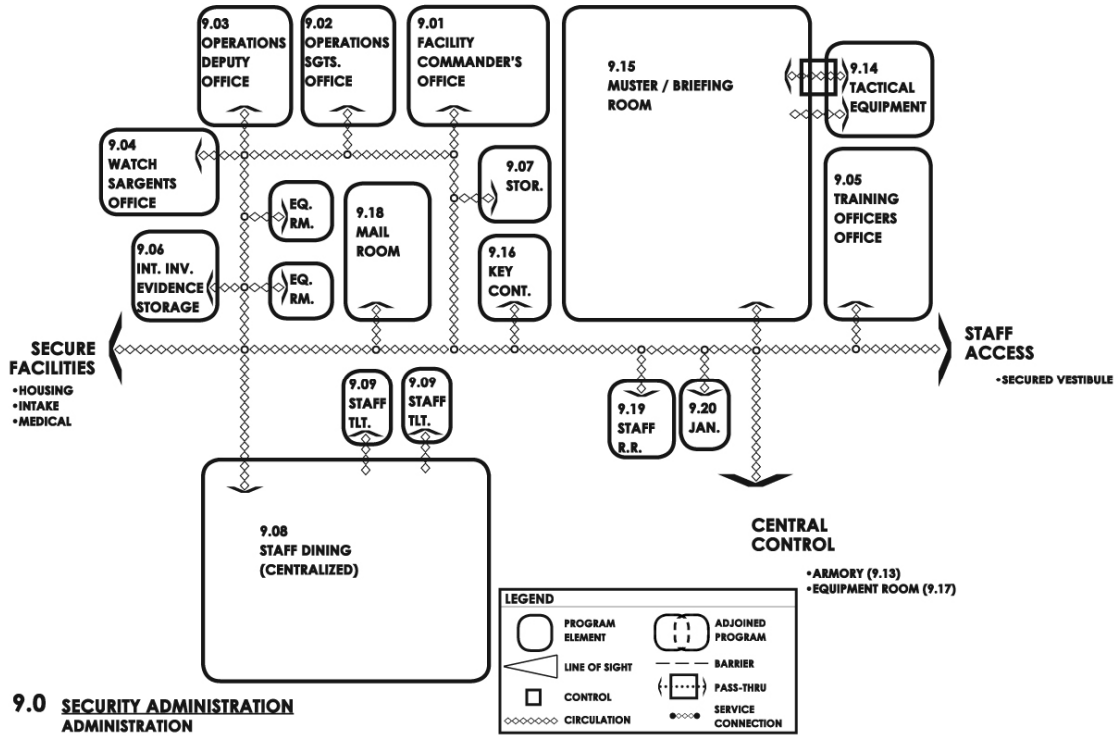 9.03
OPERATIONS
DEPUTY
OFFICE
9.02
OPERATIONS
SGTS.
OFFICE
9.01
FACILITY
COMMANDER'S
OFFICE
9.15
MUSTER / BRIEFING
ROOM
9.14
TACTICAL
EQUIPMENT
9.04
WATCH
SARGENTS
OFFICE
9.07
STOR.
9.05
TRAINING
OFFICERS
OFFICE
EQ.
RM.
9.18
MAIL
ROOM
9.06
INT. INV.
EVIDENCE
STORAGE
EQ.
RM.
9.16
KEY
CONT.
SECURE
FACILITIES
•HOUSING
•INTAKE
•MEDICAL
STAFF
ACCESS
•SECURED VESTIBULE
9.09
STAFF
TLT.
9.09
STAFF
TLT.
9.19
STAFF
R.R.
9.20
JAN.
9.08
STAFF DINING
(CENTRALIZED)
CENTRAL
CONTROL
•ARMORY (9.13)
•EQUIPMENT ROOM (9.17)
LEGEND
PROGRAM
ELEMENT
ADJOINED
PROGRAM
LINE OF SIGHT
BARRIER
CONTROL
PASS-THRU
CIRCULATION
SERVICE
CONNECTION
9.0 SECURITY ADMINISTRATION
ADMINISTRATION